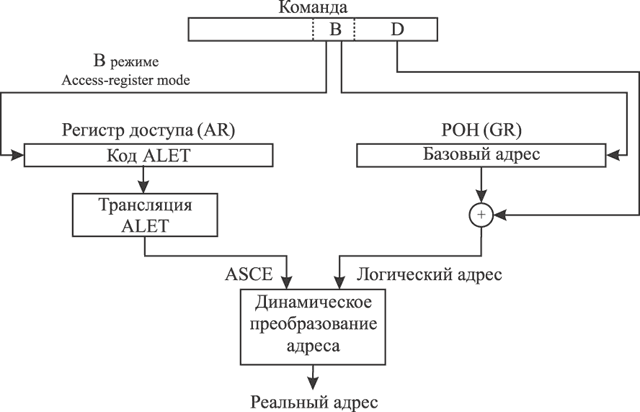 Команда
B D
В режиме
Access-register mode
Регистр доступа (AR)
РОН (GR)
Код ALET
Базовый адрес
Трансляция
ALET
+
ASCE
Логический адрес
Динамическое
преобразование
адреса
Реальный адрес